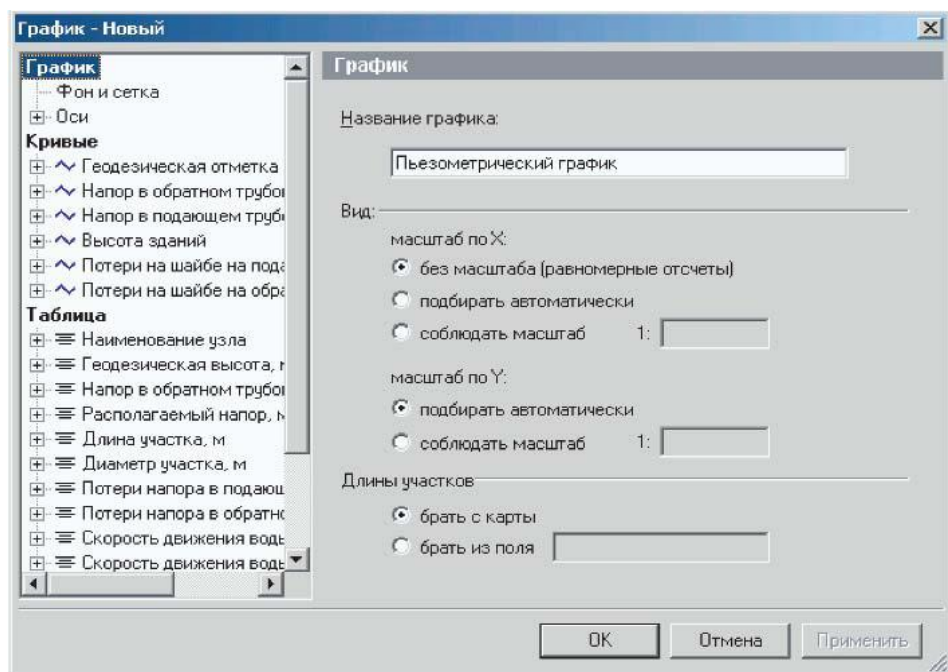 График - Новый
График
Фон и сетка
Оси
Кривые
Геодезическая отметка
Напор в обратном трубо
Напор в подающем труб
Высота зданий
Потери на шайбе на пода
Потери на шайбе на обра
Таблица
Наименование узла
Геодезическая высота,
Напор в обратном трубо
Располагаемый напор, м
Длина участка, м
Диаметр участка, м
Потери напора в подающ
Потери напора в обратно
Скорость движения воды
Скорость движения воды
График
Название графика:
Пьезометрический график
Вид:
масштаб по X:
без масштаба (равномерные отсчеты)
подбирать автоматически
соблюдать масштаб 1:
масштаб по Y:
подбирать автоматически
соблюдать масштаб 1:
Длины участков
брать с карты
брать из поля
OK Отмена Применить